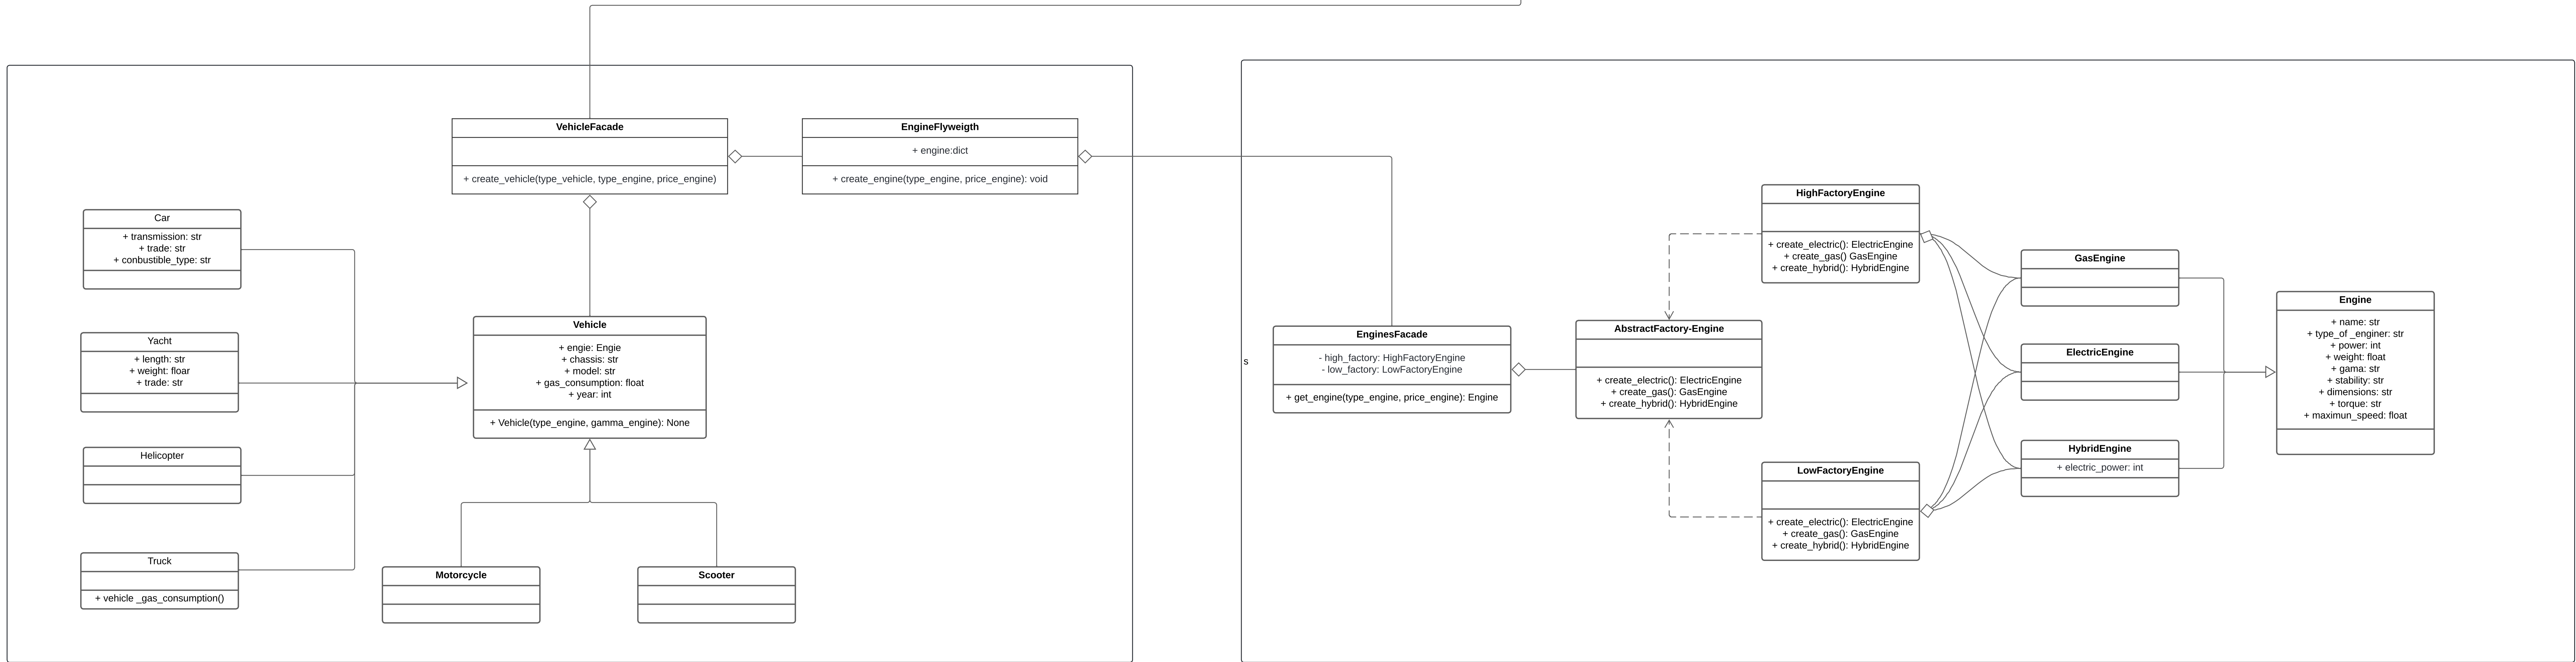 VehicleFacade
+ create_vehicle(type_vehicle, type_engine, price_engine)
EngineFlyweigth
+ engine:dict
+ create_engine(type_engine, price_engine): void
Car
+ transmission: str
+ trade: str
+ conbustible_type: str
Yacht
+ length: str
+ weight: floar
+ trade: str
Helicopter
Truck
+ vehicle _gas_consumption()
Vehicle
+ engie: Engie
+ chassis: str
+ model: str
+ gas_consumption: float
+ year: int
+ Vehicle(type_engine, gamma_engine): None
Motorcycle
Scooter
s
EnginesFacade
- high_factory: HighFactoryEngine
- low_factory: LowFactoryEngine
+ get_engine(type_engine, price_engine): Engine
AbstractFactory-Engine
+ create_electric(): ElectricEngine
+ create_gas(): GasEngine
+ create_hybrid(): HybridEngine
HighFactoryEngine
+ create_electric(): ElectricEngine
+ create_gas() GasEngine
+ create_hybrid(): HybridEngine
LowFactoryEngine
+ create_electric(): ElectricEngine
+ create_gas(): GasEngine
+ create_hybrid(): HybridEngine
GasEngine
ElectricEngine
HybridEngine
+ electric_power: int
Engine
+ name: str
+ type_of _enginer: str
+ power: int
+ weight: float
+ gama: str
+ stability: str
+ dimensions: str
+ torque: str
+ maximun_speed: float